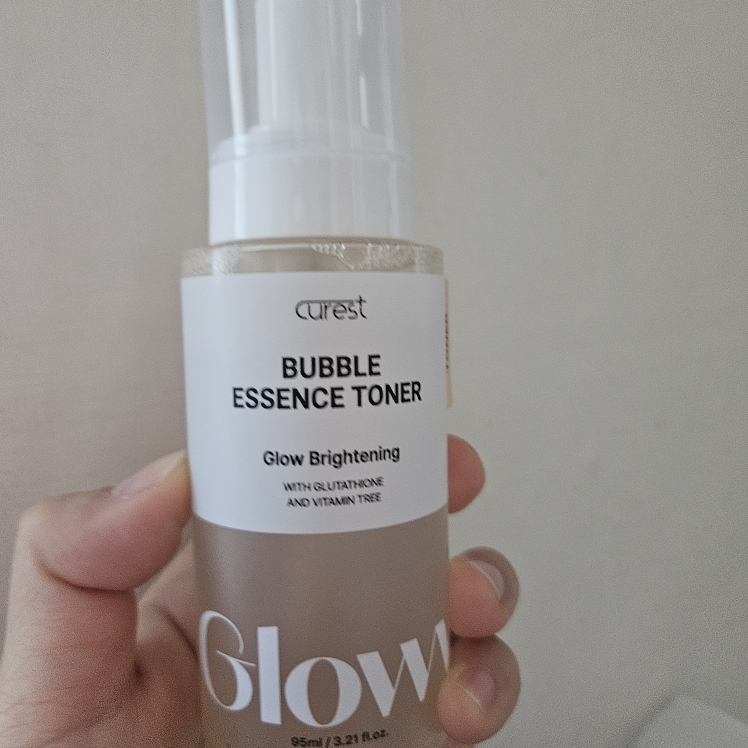 curest
BUBBLE
ESSENCE TONER
Glow Brightening
WITH GLUTATHIONE
AND VITAMIN TREE
Glow
95ml / 3.21 fl.oz.